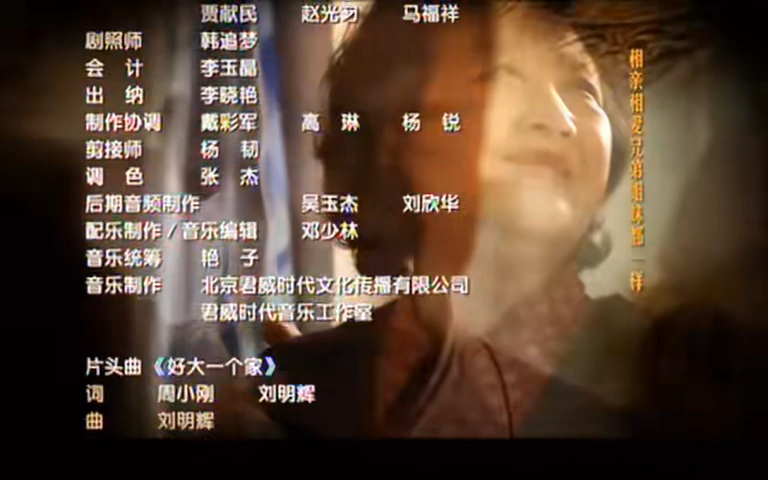 贾献民 赵光习 马福祥
剧照师 韩追梦
会 计 李玉晶
出 纳 李晓艳
制作协调 戴彩军 高 琳 杨 锐
剪接师 杨 韧
调 色 张 杰
后期音频制作 吴玉杰 刘欣华
配乐制作/音乐编辑 邓少林
音乐统筹 艳 子
音乐制作 北京君威时代文化传播有限公司
君威时代音乐工作室
片头曲《好大一个家》
词 周小刚 刘明辉
曲 刘明辉
相亲相爱兄弟姐妹都一样